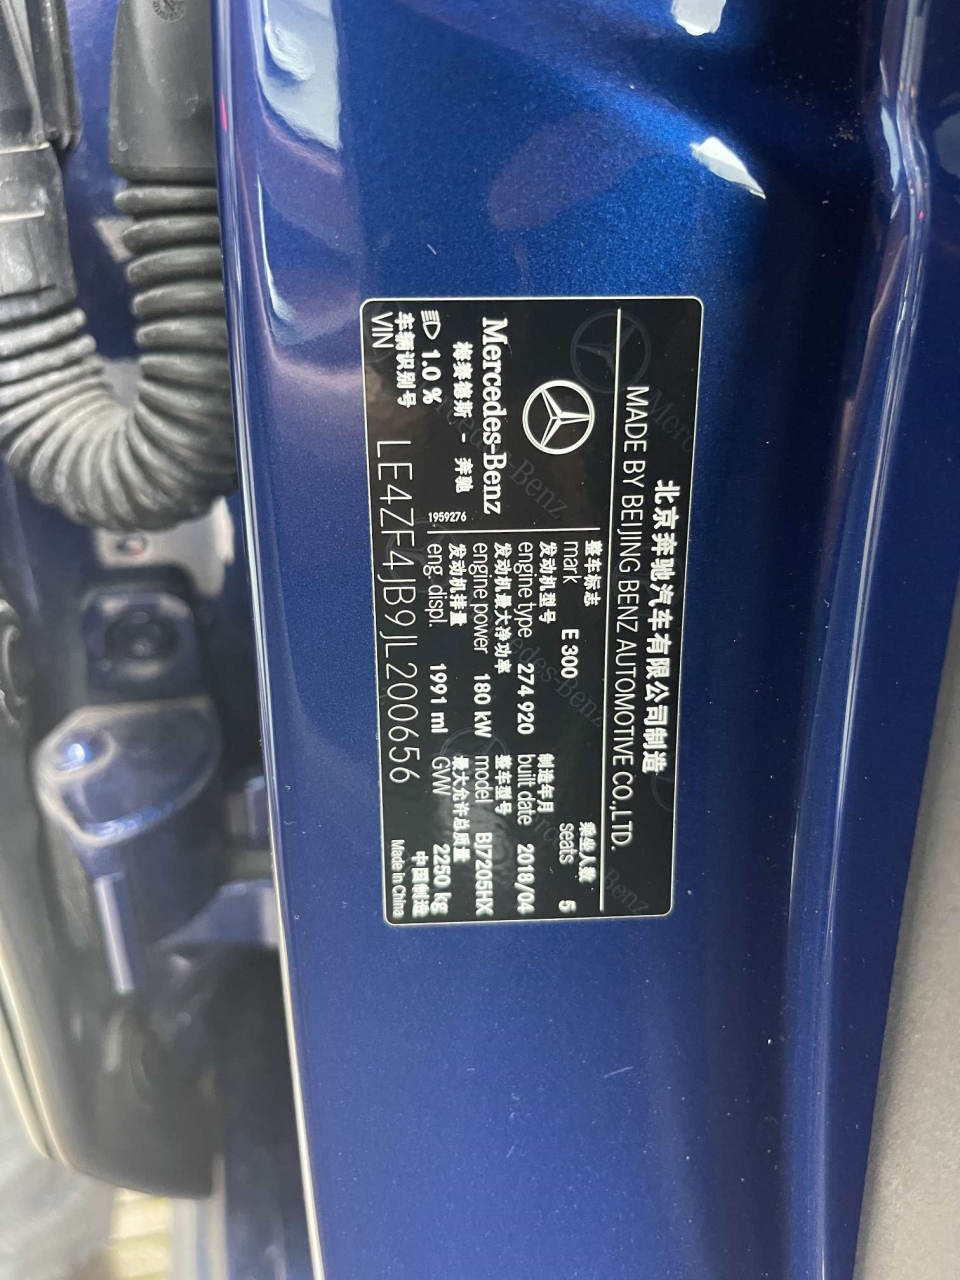 北京奔驰汽车有限公司制造
MADE BY BEIJING BENZ AUTOMOTIVE CO.,LTD.
Mercedes-Benz
梅赛德斯 - 奔驰
1.0 %
1959276
整车标志
mark E 300
乘坐人数
seats 5
发动机型号
engine type 274 920
制造年月
built date 2018/04
发动机最大净功率
engine power 180 kW
整车型号
model BJ7205HX
发动机排量
eng. displ. 1991 ml
最大允许总质量
GVW 2250 kg
车辆识别号
VIN LE4ZF4JB9JL200656
中国制造
Made in China